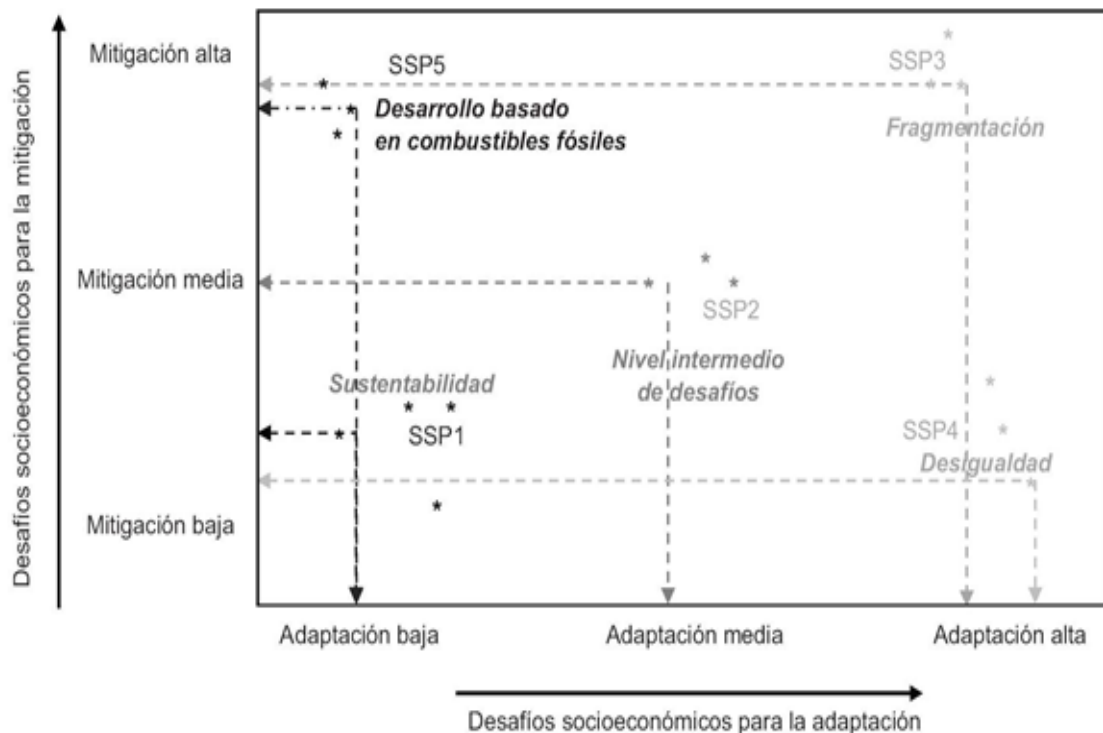 Desafíos socioeconómicos para la mitigación
Mitigación alta
Mitigación media
Mitigación baja
SSP5
Desarrollo basado
en combustibles fósiles
SSP3
Fragmentación
SSP2
Nivel intermedio
de desafíos
Sustentabilidad
SSP1
SSP4
Desigualdad
Adaptación baja
Adaptación media
Adaptación alta
Desafíos socioeconómicos para la adaptación